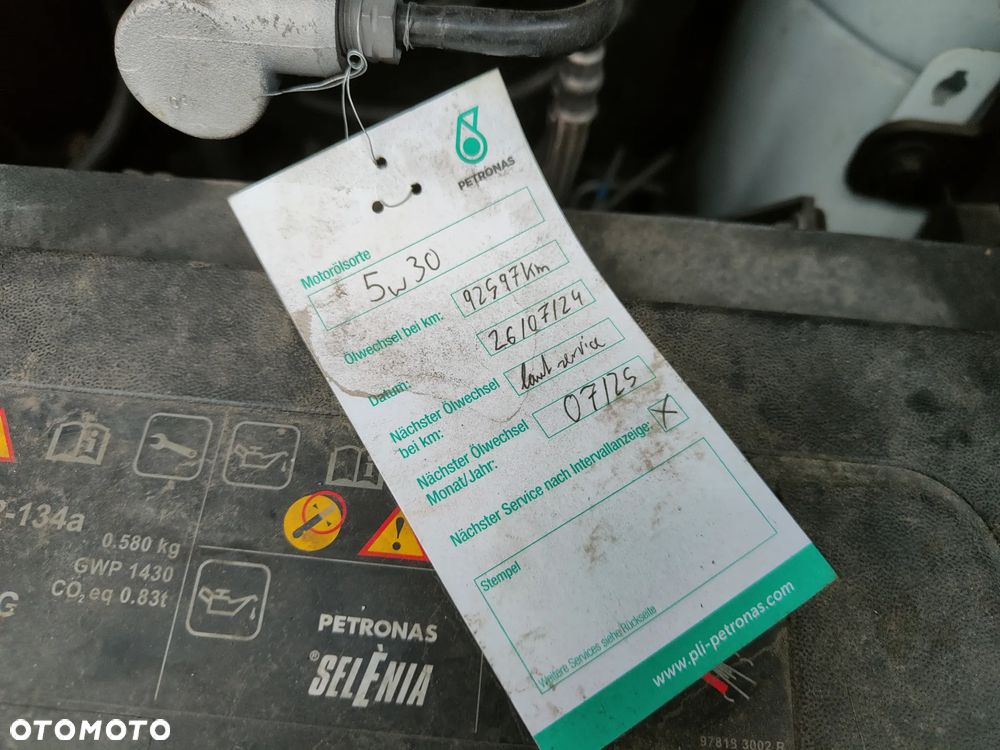 PETRONAS
Motorölsorte
5w30
Ölwechsel bei km: 92597km
Datum: 26/07/24
Nächster Ölwechsel
bei km: laut service
Nächster Ölwechsel
Monat/Jahr: 07/25
Nächster Service nach Intervallanzeige: X
Stempel
Weitere Services siehe Rückseite
www.pli-petronas.com
-134a
0.580 kg
GWP 1430
CO₂ eq 0.83t
G
PETRONAS
®SELÈNIA
97819 3002 B
OTOMOTO